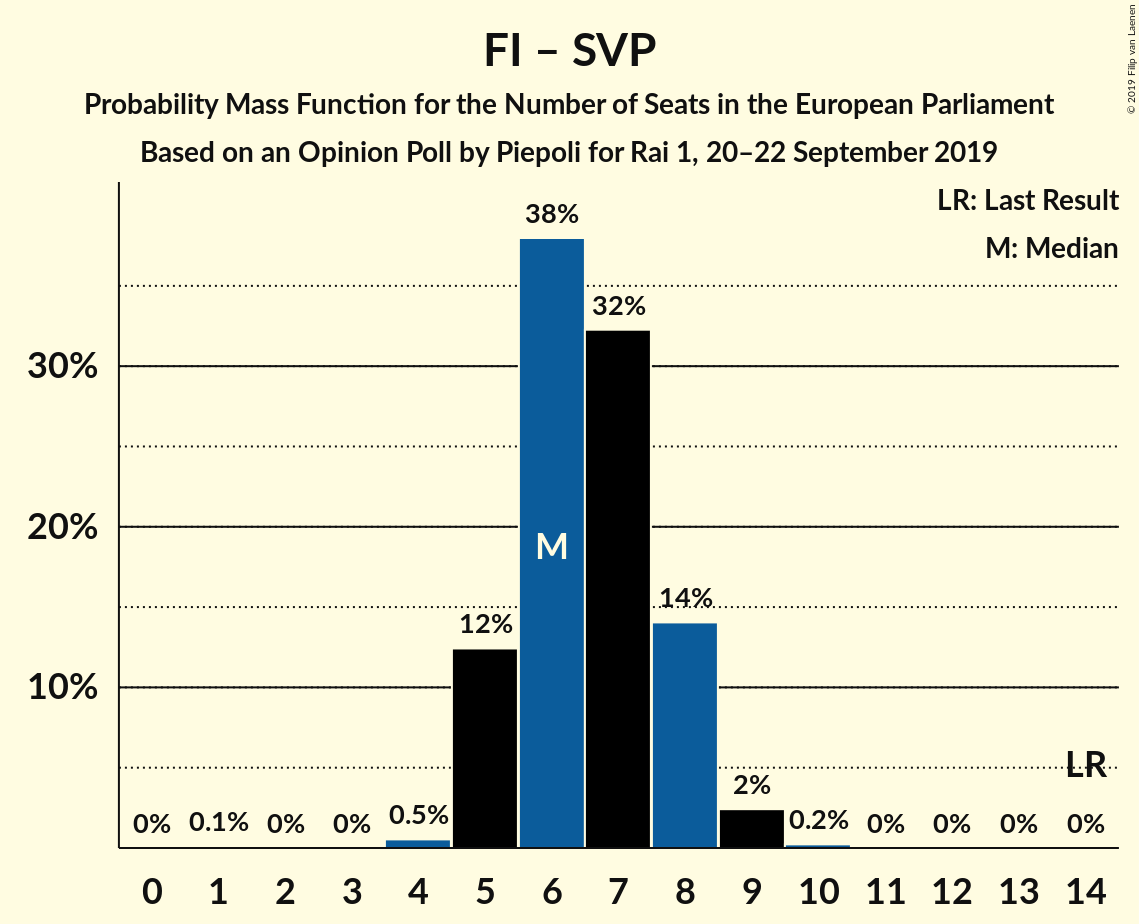 FI – SVP
Probability Mass Function for the Number of Seats in the European Parliament
Based on an Opinion Poll by Piepoli for Rai 1, 20–22 September 2019
© 2019 Filip van Laenen
LR: Last Result
M: Median
38%
32%
30%
20%
M
14%
12%
10%
LR
2%
0% 0.1% 0% 0% 0.5% 0.2% 0% 0% 0% 0%
0 1 2 3 4 5 6 7 8 9 10 11 12 13 14